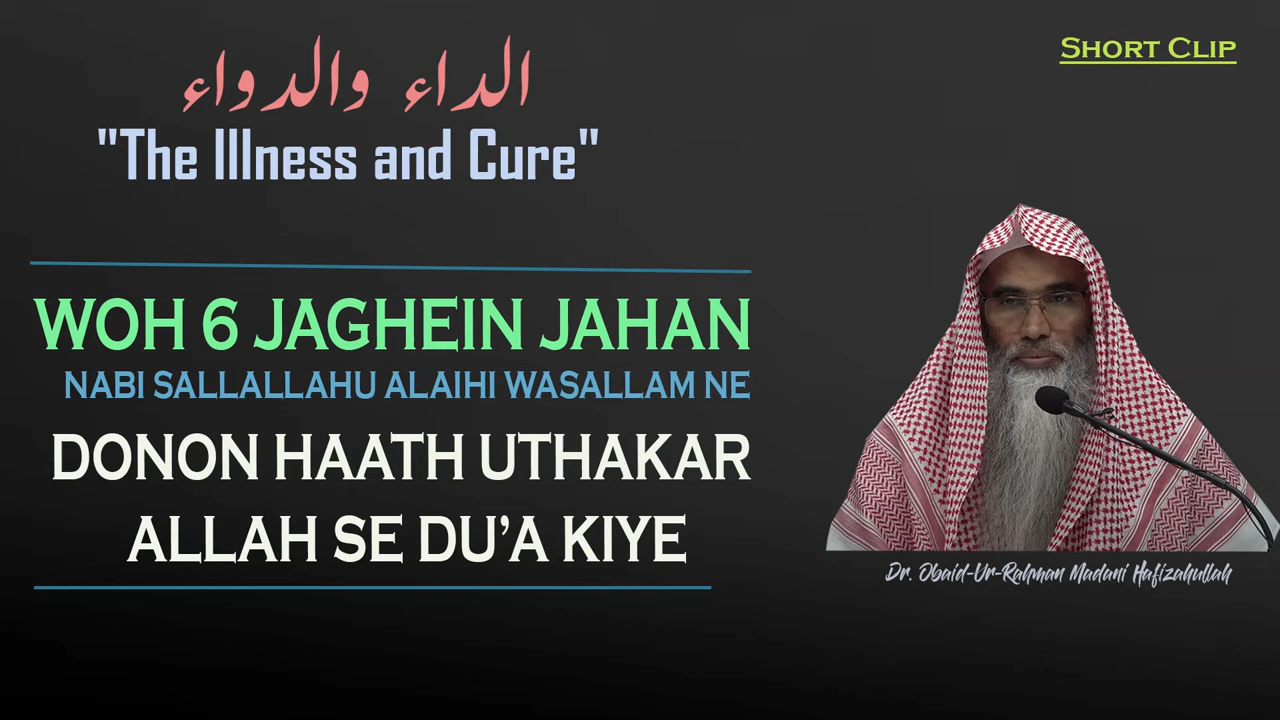 الداء والدواء
"The Illness and Cure"
SHORT CLIP
WOH 6 JAGHEIN JAHAN
NABI SALLALLAHU ALAIHI WASALLAM NE
DONON HAATH UTHAKAR
ALLAH SE DU'A KIYE
Dr. Obaid-Ur-Rahman Madani Hafizahullah